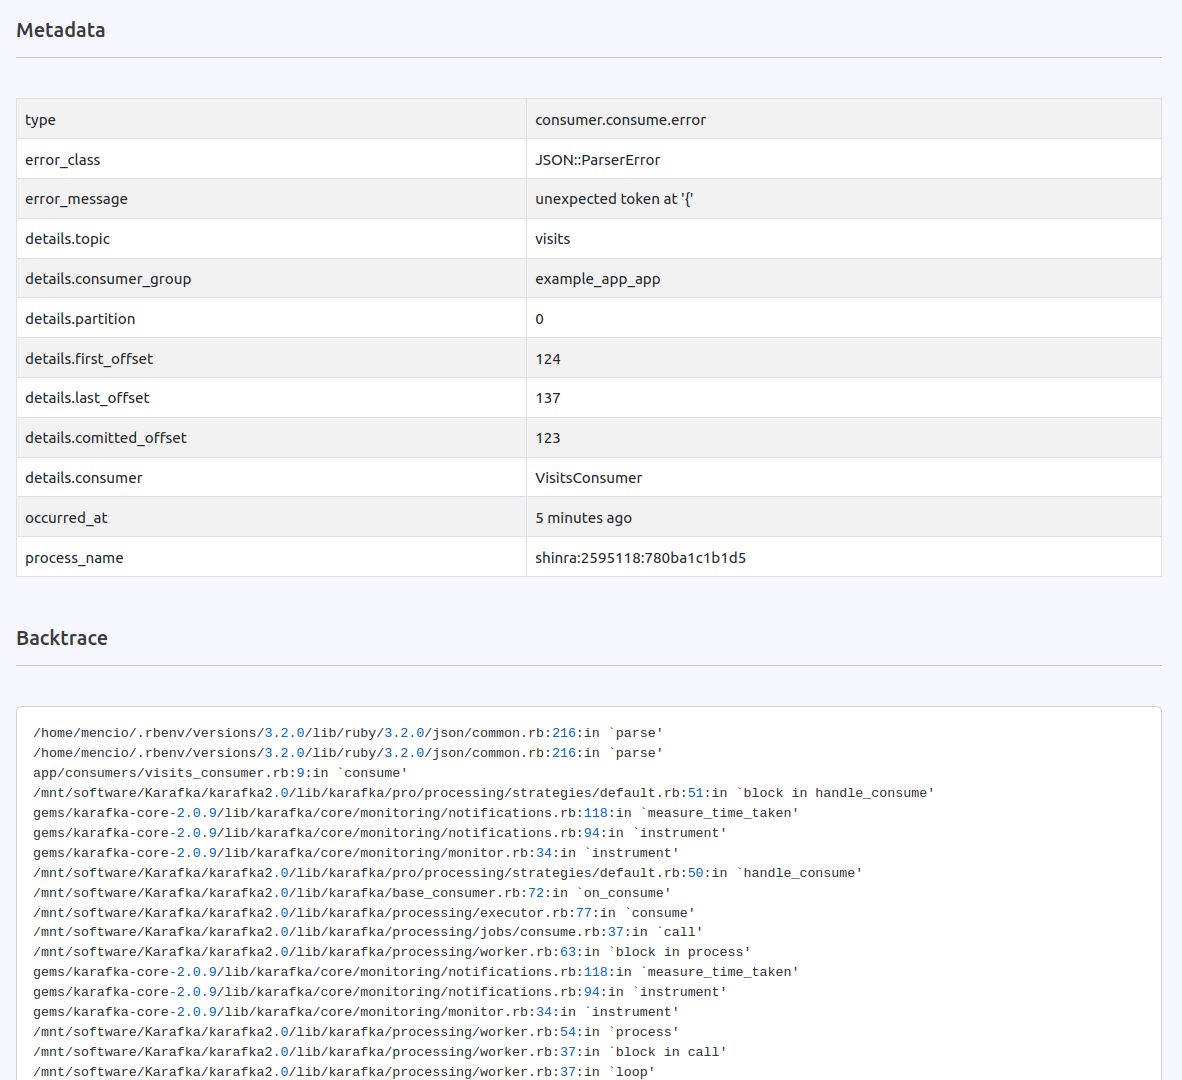 Metadata
type consumer.consume.error
error_class JSON::ParserError
error_message unexpected token at '{'
details.topic visits
details.consumer_group example_app_app
details.partition 0
details.first_offset 124
details.last_offset 137
details.comitted_offset 123
details.consumer VisitsConsumer
occurred_at 5 minutes ago
process_name shinra:2595118:780ba1c1b1d5
Backtrace
/home/mencio/.rbenv/versions/3.2.0/lib/ruby/3.2.0/json/common.rb:216:in `parse'
/home/mencio/.rbenv/versions/3.2.0/lib/ruby/3.2.0/json/common.rb:216:in `parse'
app/consumers/visits_consumer.rb:9:in `consume'
/mnt/software/Karafka/karafka2.0/lib/karafka/pro/processing/strategies/default.rb:51:in `block in handle_consume'
gems/karafka-core-2.0.9/lib/karafka/core/monitoring/notifications.rb:118:in `measure_time_taken'
gems/karafka-core-2.0.9/lib/karafka/core/monitoring/notifications.rb:94:in `instrument'
gems/karafka-core-2.0.9/lib/karafka/core/monitoring/monitor.rb:34:in `instrument'
/mnt/software/Karafka/karafka2.0/lib/karafka/pro/processing/strategies/default.rb:50:in `handle_consume'
/mnt/software/Karafka/karafka2.0/lib/karafka/base_consumer.rb:72:in `on_consume'
/mnt/software/Karafka/karafka2.0/lib/karafka/processing/executor.rb:77:in `consume'
/mnt/software/Karafka/karafka2.0/lib/karafka/processing/jobs/consume.rb:37:in `call'
/mnt/software/Karafka/karafka2.0/lib/karafka/processing/worker.rb:63:in `block in process'
gems/karafka-core-2.0.9/lib/karafka/core/monitoring/notifications.rb:118:in `measure_time_taken'
gems/karafka-core-2.0.9/lib/karafka/core/monitoring/notifications.rb:94:in `instrument'
gems/karafka-core-2.0.9/lib/karafka/core/monitoring/monitor.rb:34:in `instrument'
/mnt/software/Karafka/karafka2.0/lib/karafka/processing/worker.rb:54:in `process'
/mnt/software/Karafka/karafka2.0/lib/karafka/processing/worker.rb:37:in `block in call'
/mnt/software/Karafka/karafka2.0/lib/karafka/processing/worker.rb:37:in `loop'